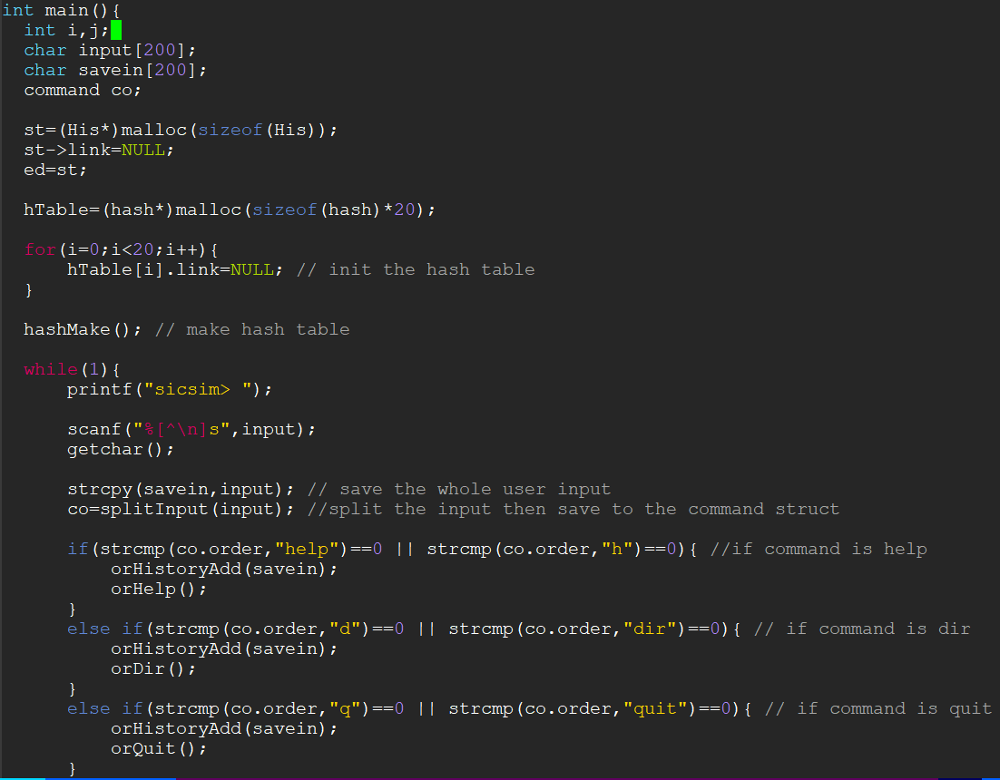 int main(){
  int i,j;
  char input[200];
  char savein[200];
  command co;
  st=(His*)malloc(sizeof(His));
  st->link=NULL;
  ed=st;
  hTable=(hash*)malloc(sizeof(hash)*20);
  for(i=0;i<20;i++){
      hTable[i].link=NULL; // init the hash table
  }
  hashMake(); // make hash table
  while(1){
      printf("sicsim> ");
      scanf("%[^\n]s",input);
      getchar();
      strcpy(savein,input); // save the whole user input
      co=splitInput(input); //split the input then save to the command struct
      if(strcmp(co.order,"help")==0 || strcmp(co.order,"h")==0){ //if command is help
          orHistoryAdd(savein);
          orHelp();
      }
      else if(strcmp(co.order,"d")==0 || strcmp(co.order,"dir")==0){ // if command is dir
          orHistoryAdd(savein);
          orDir();
      }
      else if(strcmp(co.order,"q")==0 || strcmp(co.order,"quit")==0){ // if command is quit
          orHistoryAdd(savein);
          orQuit();
      }